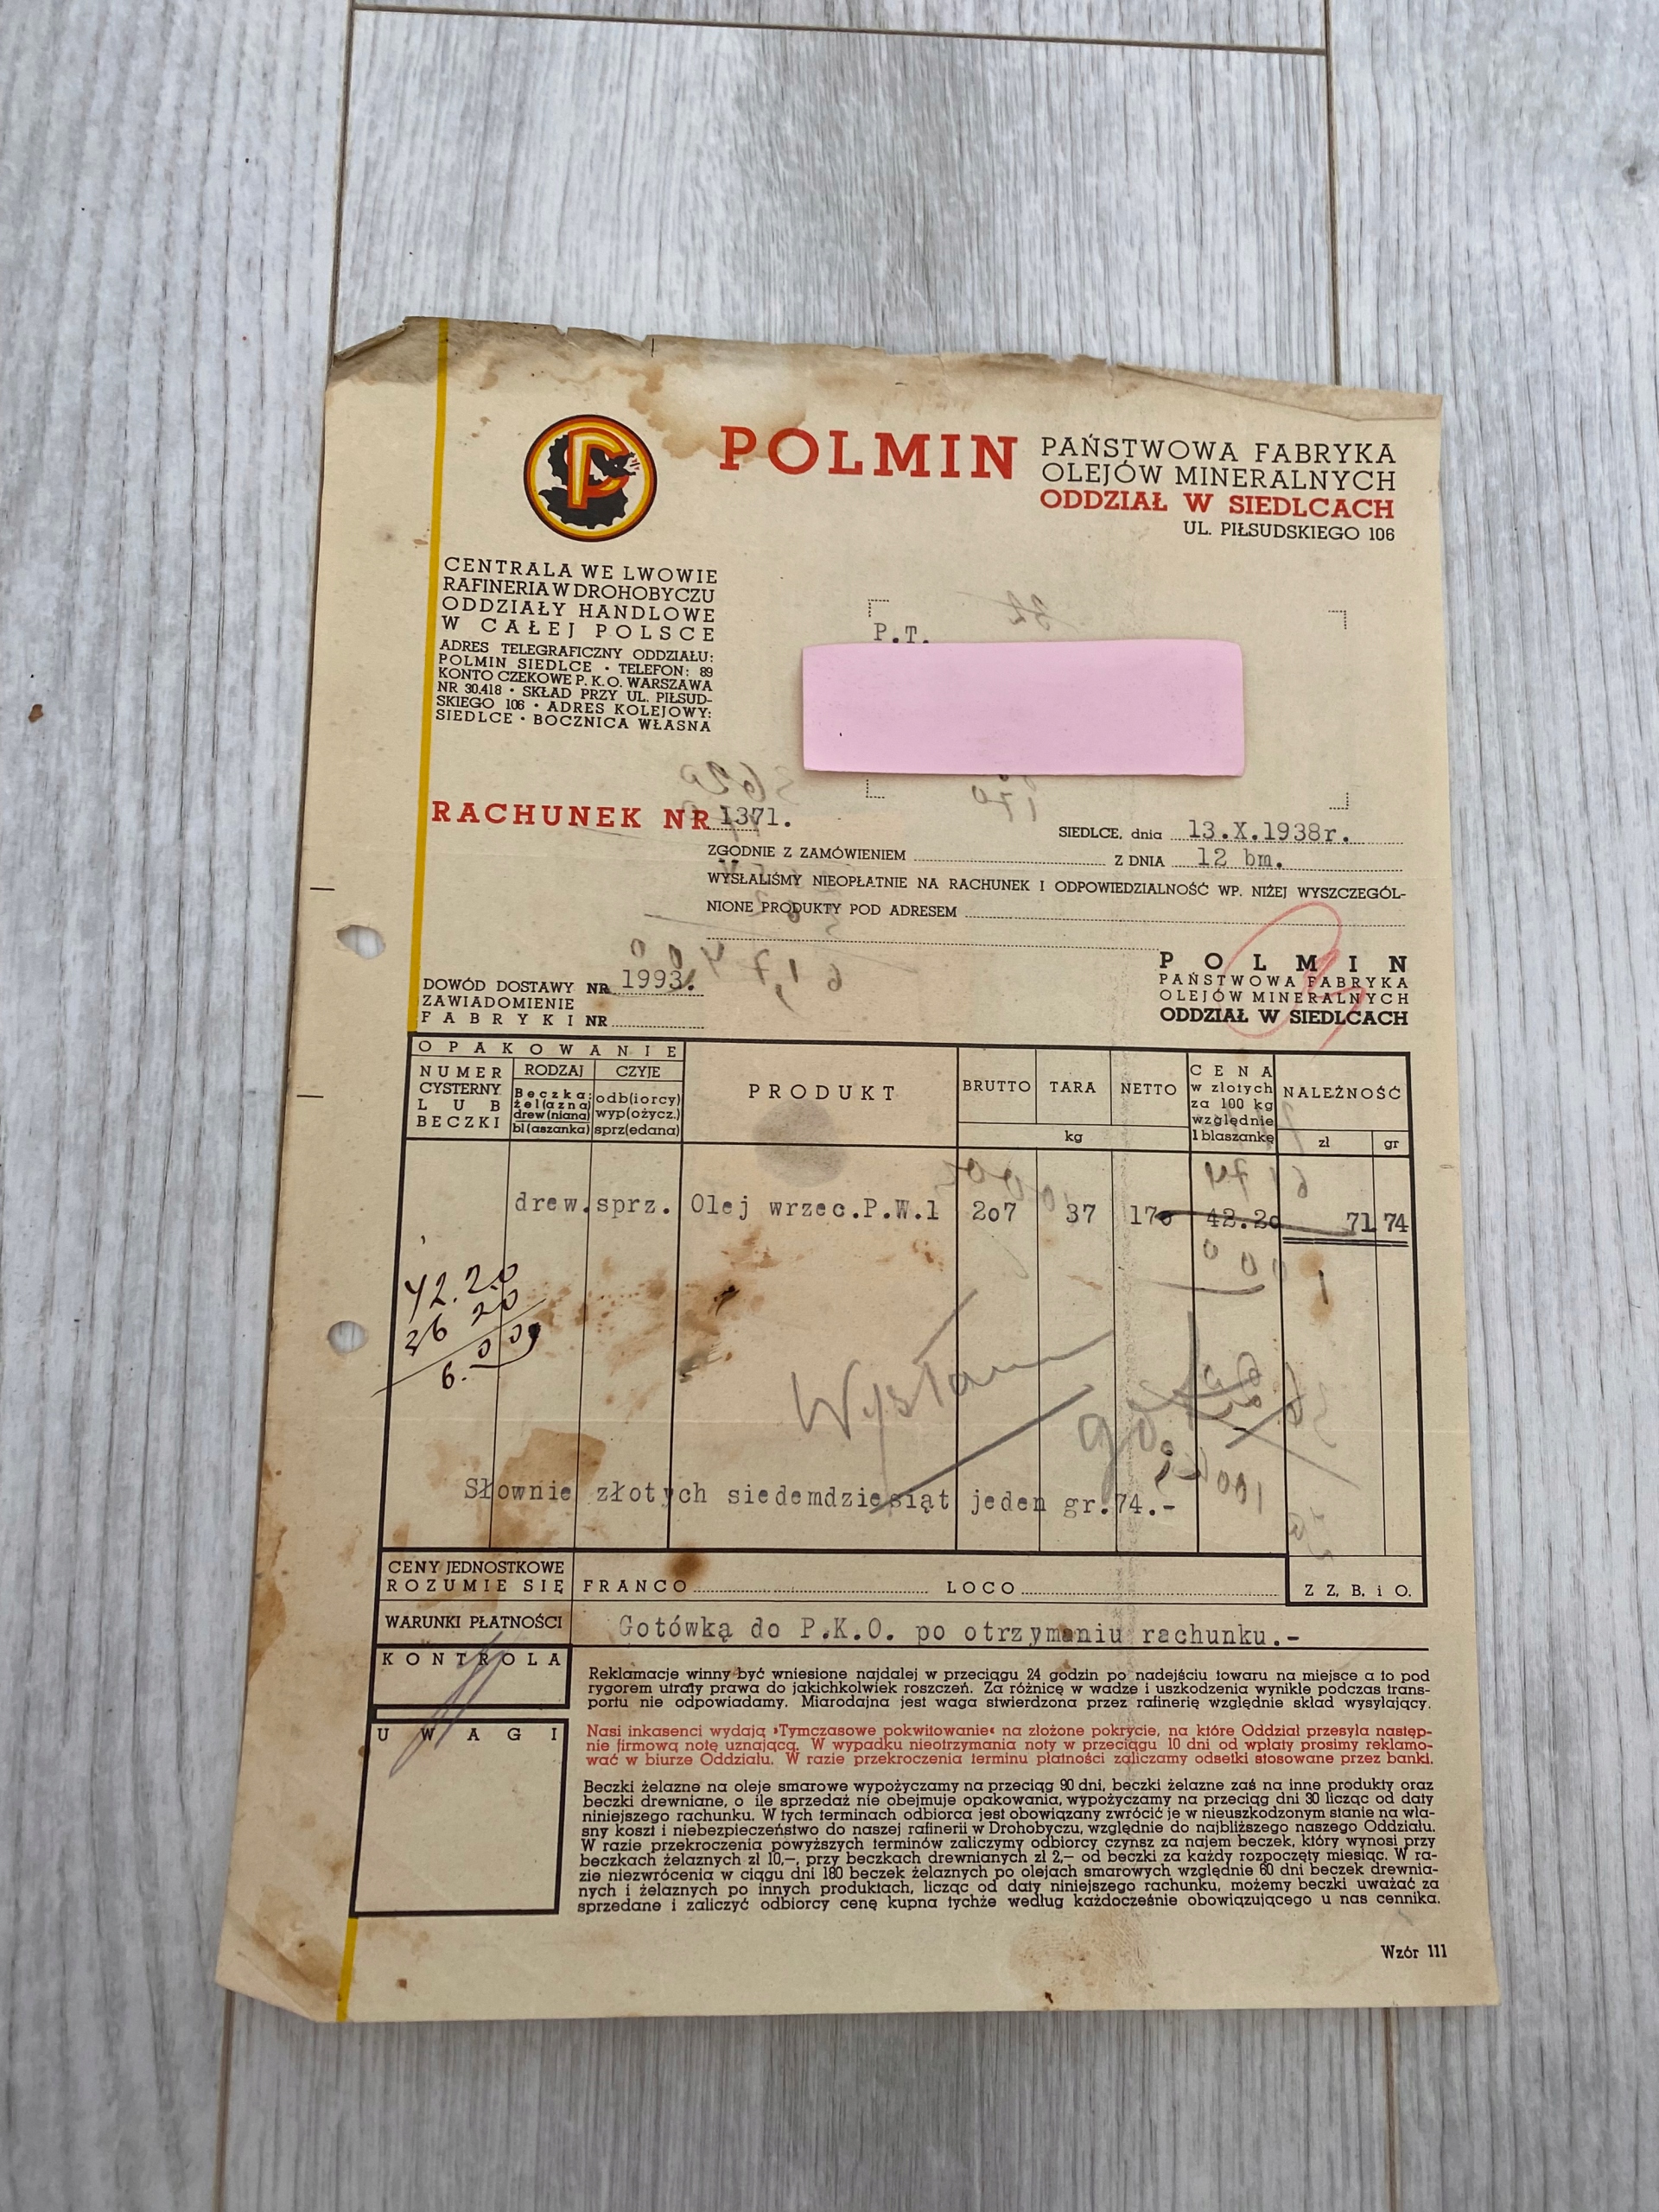 POLMIN
PAŃSTWOWA FABRYKA
OLEJÓW MINERALNYCH
ODDZIAŁ W SIEDLCACH
UL. PIŁSUDSKIEGO 106
CENTRALA WE LWOWIE
RAFINERIA W DROHOBYCZU
ODDZIAŁY HANDLOWE
W CAŁEJ POLSCE
ADRES TELEGRAFICZNY ODDZIAŁU:
POLMIN SIEDLCE • TELEFON: 89
KONTO CZEKOWE P. K. O. WARSZAWA
NR 30.418 • SKŁAD PRZY UL. PIŁSUD-
SKIEGO 106 • ADRES KOLEJOWY:
SIEDLCE • BOCZNICA WŁASNA
P.T.
RACHUNEK NR 1371.
SIEDLCE, dnia 13.X.1938r.
ZGODNIE Z ZAMÓWIENIEM Z DNIA 12 bm.
WYSŁALIŚMY NIEOPŁATNIE NA RACHUNEK I ODPOWIEDZIALNOŚĆ WP. NIŻEJ WYSZCZEGÓL-
NIONE PRODUKTY POD ADRESEM
POLMIN
PAŃSTWOWA FABRYKA
OLEJÓW MINERALNYCH
ODDZIAŁ W SIEDLCACH
DOWÓD DOSTAWY NR 1993.
ZAWIADOMIENIE
FABRYKI NR
OPAKOWANIE
NUMER
CYSTERNY
LUB
BECZKI
RODZAJ
Beczka:
żel(azna)
drew(niana)
bl(aszanka)
CZYJE
odb(iorcy)
wyp(ożycz.)
sprz(edana)
PRODUKT
BRUTTO TARA NETTO
kg
CENA
w złotych
za 100 kg
względnie
1 blaszankę
NALEŻNOŚĆ
zł gr
drew. sprz. Olej wrzec.P.W.1 207 37 170 42.20 71 74
42.20
36 20
6.00
Wysłano
Słownie złotych siedemdziesiąt jeden gr.74.-
CENY JEDNOSTKOWE
ROZUMIE SIĘ FRANCO LOCO Z Z, B. i O.
WARUNKI PŁATNOŚCI Gotówką do P.K.O. po otrzymaniu rachunku.-
KONTROLA
UWAGI
Reklamacje winny być wniesione najdalej w przeciągu 24 godzin po nadejściu towaru na miejsce a to pod
rygorem utraty prawa do jakichkolwiek roszczeń. Za różnicę w wadze i uszkodzenia wynikłe podczas trans-
portu nie odpowiadamy. Miarodajna jest waga stwierdzona przez rafinerię względnie skład wysyłający.
Nasi inkasenci wydają »Tymczasowe pokwitowanie« na złożone pokrycie, na które Oddział przesyła następ-
nie firmową notę uznającą. W wypadku nieotrzymania noty w przeciągu 10 dni od wpłaty prosimy reklamo-
wać w biurze Oddziału. W razie przekroczenia terminu płatności zaliczamy odsetki stosowane przez banki.
Beczki żelazne na oleje smarowe wypożyczamy na przeciąg 90 dni, beczki żelazne zaś na inne produkty oraz
beczki drewniane, o ile sprzedaż nie obejmuje opakowania, wypożyczamy na przeciąg dni 30 licząc od daty
niniejszego rachunku. W tych terminach odbiorca jest obowiązany zwrócić je w nieuszkodzonym stanie na wła-
sny koszt i niebezpieczeństwo do naszej rafinerii w Drohobyczu, względnie do najbliższego naszego Oddziału.
W razie przekroczenia powyższych terminów zaliczymy odbiorcy czynsz za najem beczek, który wynosi przy
beczkach żelaznych zł 10,—, przy beczkach drewnianych zł 2,— od beczki za każdy rozpoczęty miesiąc. W ra-
zie niezwrócenia w ciągu dni 180 beczek żelaznych po olejach smarowych względnie 60 dni beczek drewnia-
nych i żelaznych po innych produktach, licząc od daty niniejszego rachunku, możemy beczki uważać za
sprzedane i zaliczyć odbiorcy cenę kupna tychże według każdocześnie obowiązującego u nas cennika.
Wzór 111